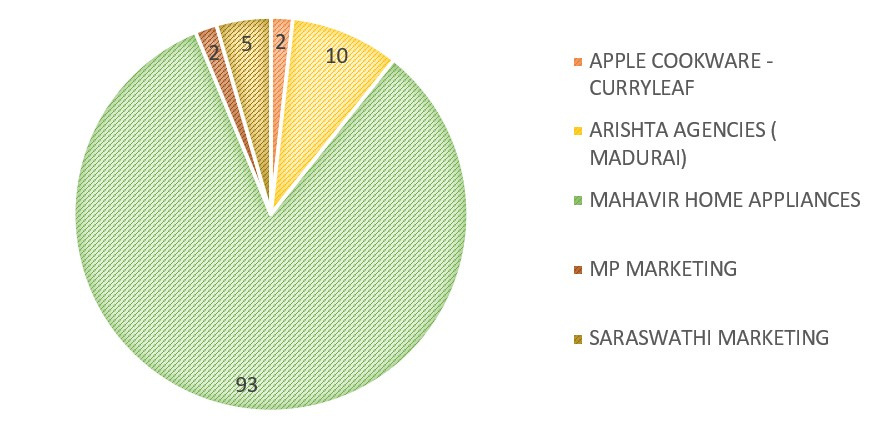 2
5
2
10
93
APPLE COOKWARE -
CURRYLEAF
ARISHTA AGENCIES (
MADURAI)
MAHAVIR HOME APPLIANCES
MP MARKETING
SARASWATHI MARKETING